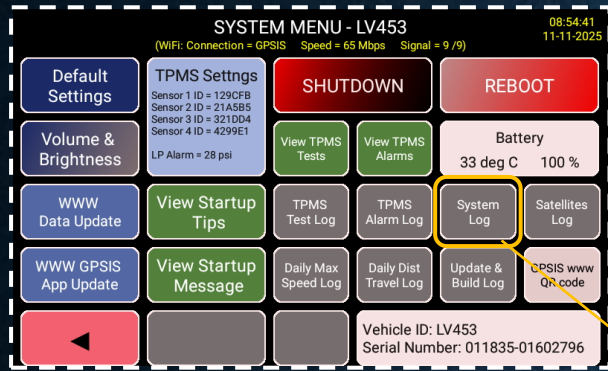 SYSTEM MENU - LV453
08:54:41
11-11-2025
(WiFi: Connection = GPSIS Speed = 65 Mbps Signal = 9 /9)
Default
Settings
TPMS Settngs
Sensor 1 ID = 129CFB
Sensor 2 ID = 21A5B5
Sensor 3 ID = 321DD4
Sensor 4 ID = 4299E1
LP Alarm = 28 psi
SHUTDOWN
REBOOT
Volume &
Brightness
View TPMS
Tests
View TPMS
Alarms
Battery
33 deg C 100 %
WWW
Data Update
View Startup
Tips
TPMS
Test Log
TPMS
Alarm Log
System
Log
Satellites
Log
WWW GPSIS
App Update
View Startup
Message
Daily Max
Speed Log
Daily Dist
Travel Log
Update &
Build Log
GPSIS www
QR code
Vehicle ID: LV453
Serial Number: 011835-01602796